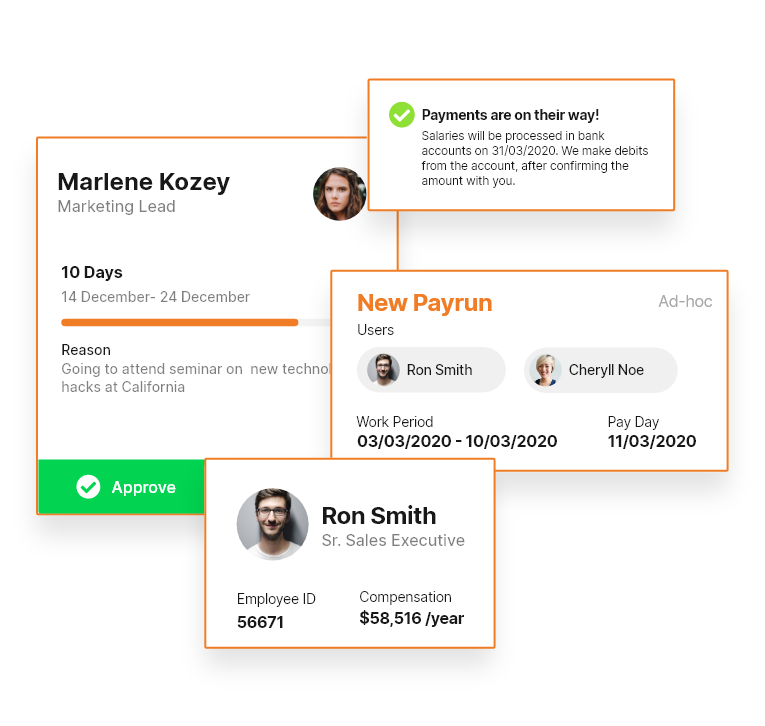 Payments are on their way!
Salaries will be processed in bank
accounts on 31/03/2020. We make debits
from the account, after confirming the
amount with you.
Marlene Kozey
Marketing Lead
10 Days
14 December- 24 December
Reason
Going to attend seminar on  new
hacks at California
Approve
New Payrun
Ad-hoc
Users
Ron Smith
Cheryll Noe
Work Period
Pay Day
03/03/2020 - 10/03/2020
11/03/2020
Ron Smith
Sr. Sales Executive
Employee ID
Compensation
56671
$58,516 /year